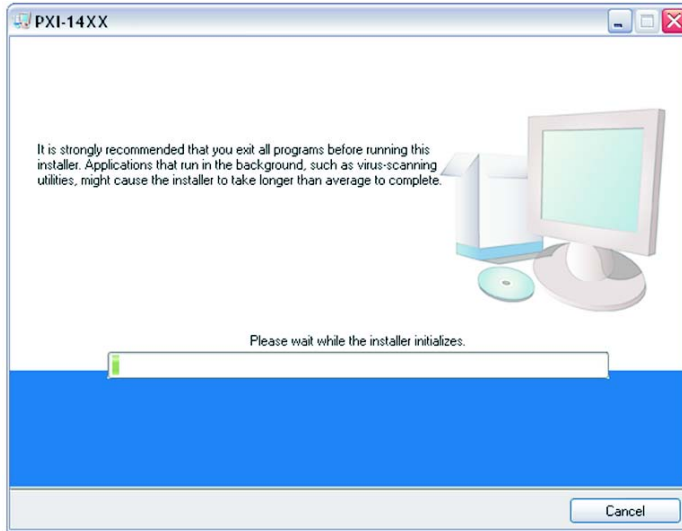 PXI-14XX
It is strongly recommended that you exit all programs before running this
installer. Applications that run in the background, such as virus-scanning
utilities, might cause the installer to take longer than average to complete.
Please wait while the installer initializes.
Cancel